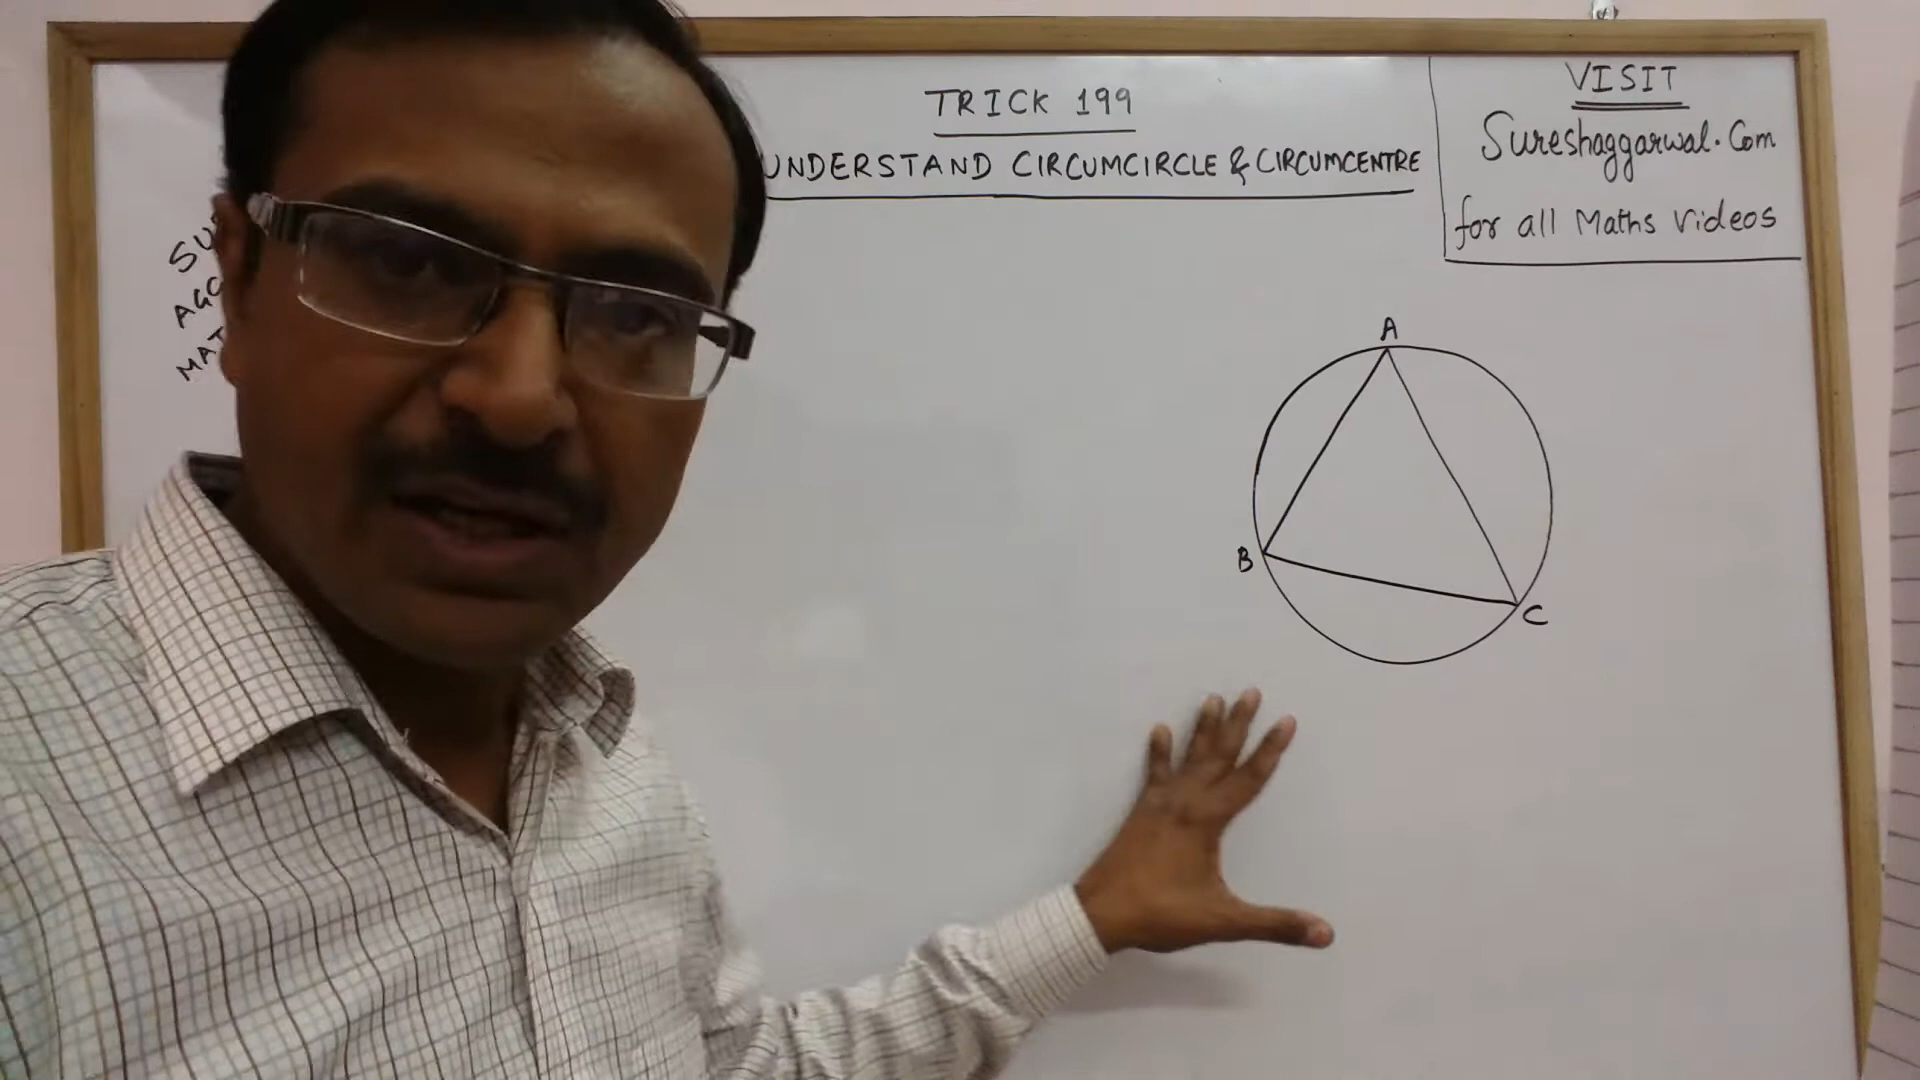 TRICK 199
UNDERSTAND CIRCUMCIRCLE & CIRCUMCENTRE
VISIT
Sureshaggarwal.Com
for all Maths Videos
A
B
C